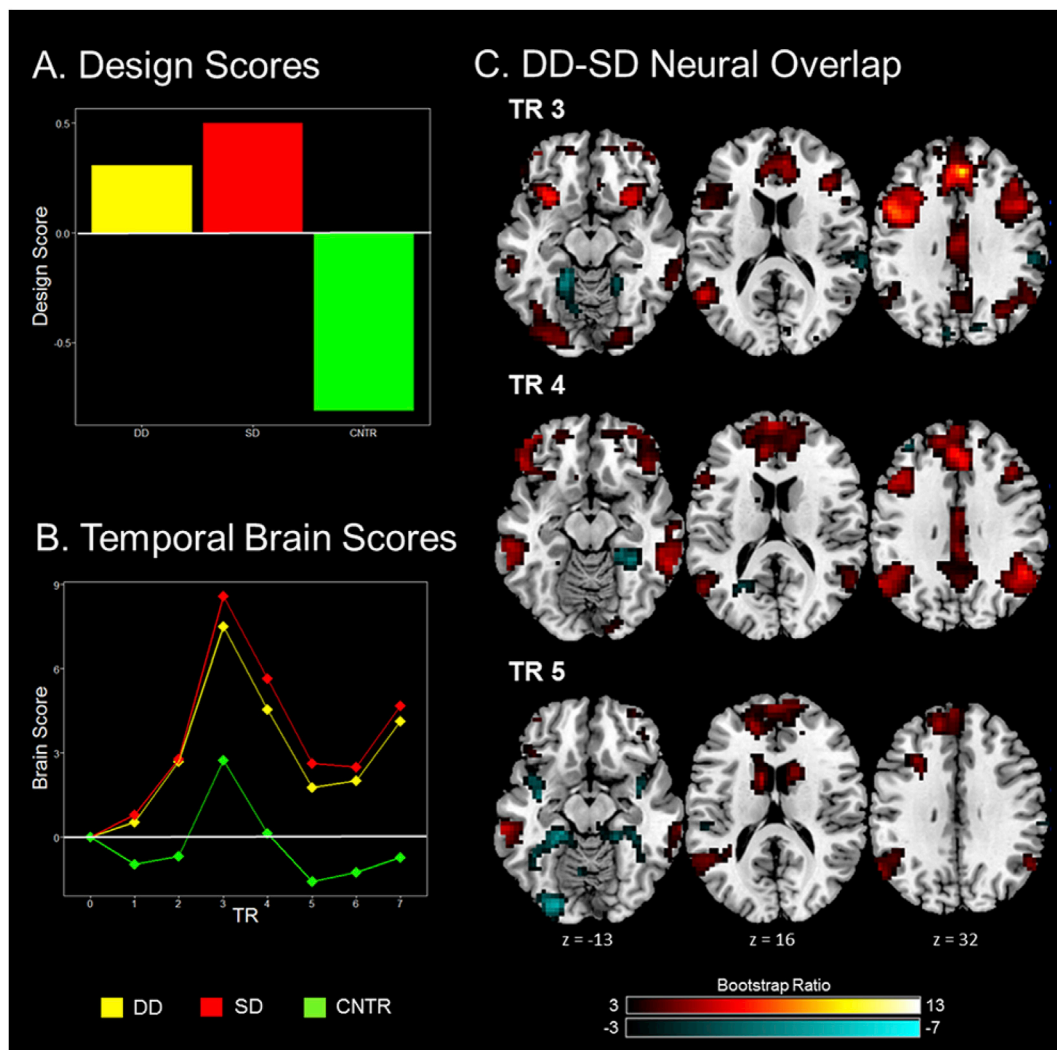 A. Design Scores
0.5
0.0
-0.5
Design Score
DD
SD
CNTR
B. Temporal Brain Scores
9
6
3
0
Brain Score
0
1
2
3
4
5
6
7
TR
DD
SD
CNTR
C. DD-SD Neural Overlap
TR 3
TR 4
TR 5
z = -13
z = 16
z = 32
Bootstrap Ratio
3
13
-3
-7